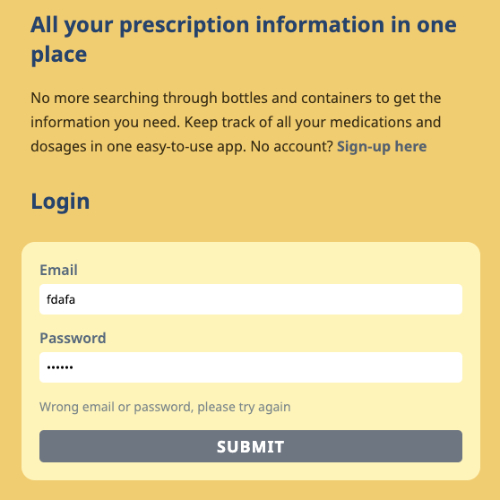 All your prescription information in one
place
No more searching through bottles and containers to get the
information you need. Keep track of all your medications and
dosages in one easy-to-use app. No account? Sign-up here
Login
Email
fdafa
Password
••••••
Wrong email or password, please try again
SUBMIT